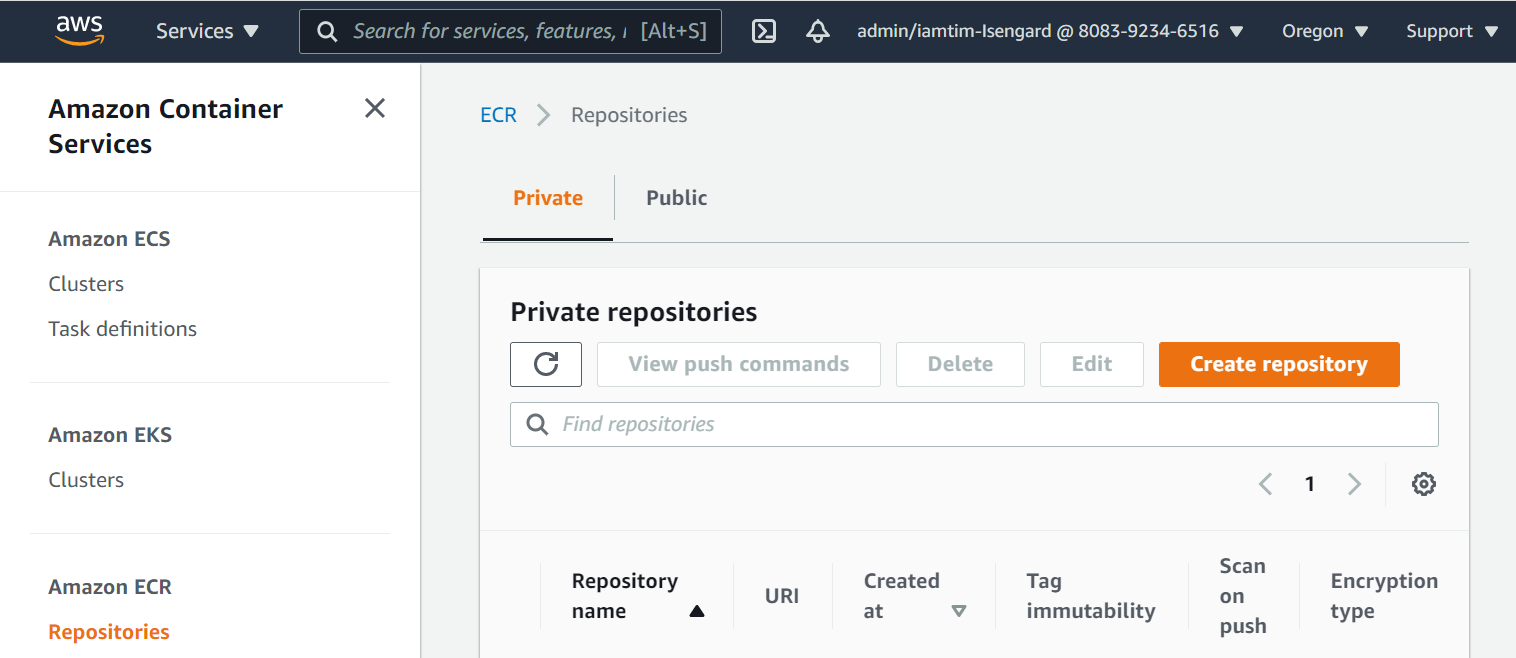 aws
Services
Search for services, features, [Alt+S]
admin/iamtim-Isengard @ 8083-9234-6516
Oregon
Support
Amazon Container
Services
Amazon ECS
Clusters
Task definitions
Amazon EKS
Clusters
Amazon ECR
Repositories
ECR
Repositories
Private
Public
Private repositories
View push commands
Delete
Edit
Create repository
Find repositories
1
Repository
name
URI
Created
at
Tag
immutability
Scan
on
push
Encryption
type